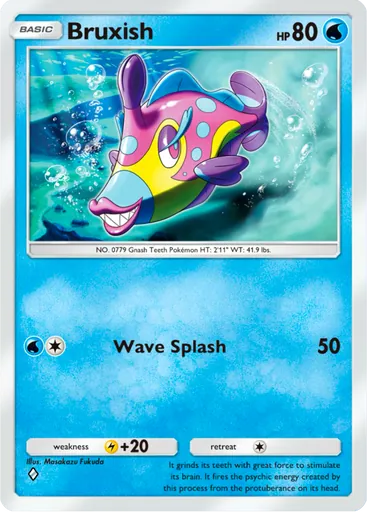 BASIC Bruxish HP 80
NO. 0779 Gnash Teeth Pokémon HT: 2'11" WT: 41.9 lbs.
Wave Splash 50
weakness +20 retreat
Illus. Masakazu Fukuda
It grinds its teeth with great force to stimulate
its brain. It fires the psychic energy created by
this process from the protuberance on its head.